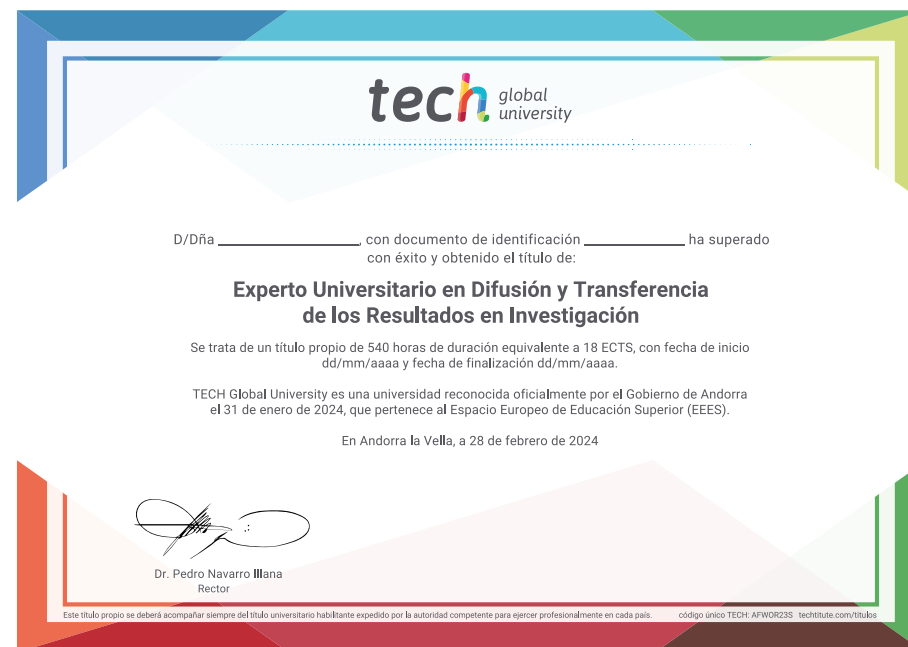 tech global university
D/Dña ____________________, con documento de identificación ______________ ha superado
con éxito y obtenido el título de:
Experto Universitario en Difusión y Transferencia
de los Resultados en Investigación
Se trata de un título propio de 540 horas de duración equivalente a 18 ECTS, con fecha de inicio
dd/mm/aaaa y fecha de finalización dd/mm/aaaa.
TECH Global University es una universidad reconocida oficialmente por el Gobierno de Andorra
el 31 de enero de 2024, que pertenece al Espacio Europeo de Educación Superior (EEES).
En Andorra la Vella, a 28 de febrero de 2024
Dr. Pedro Navarro Illana
Rector
Este título propio se deberá acompañar siempre del título universitario habilitante expedido por la autoridad competente para ejercer profesionalmente en cada país. código único TECH: AFWOR23S techtitute.com/titulos